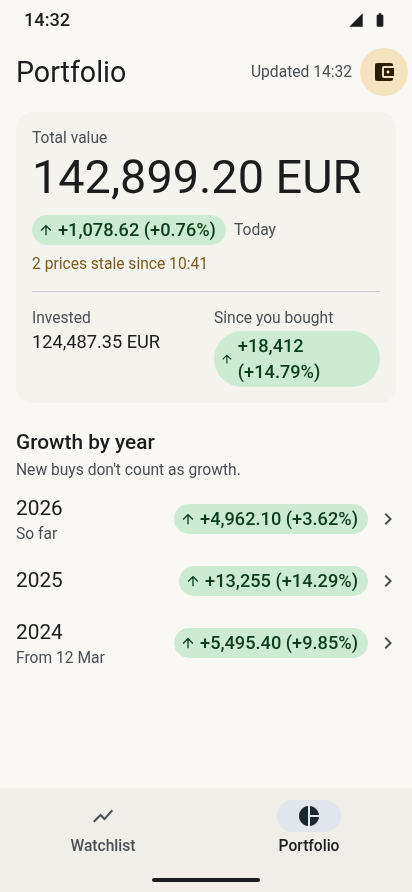 14:32
Portfolio
Updated 14:32
Total value
142,899.20 EUR
+1,078.62 (+0.76%)
Today
2 prices stale since 10:41
Invested
124,487.35 EUR
Since you bought
+18,412
(+14.79%)
Growth by year
New buys don't count as growth.
2026
So far
+4,962.10 (+3.62%)
2025
+13,255 (+14.29%)
2024
From 12 Mar
+5,495.40 (+9.85%)
Watchlist
Portfolio